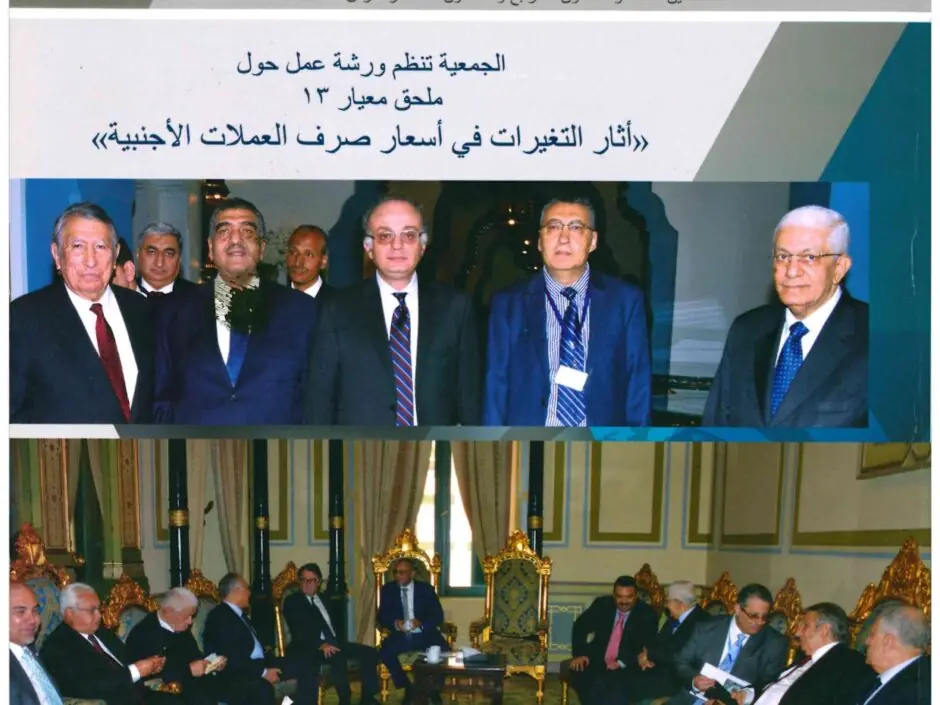 الجمعية تنظم ورشة عمل حول
ملحق معيار ١٣
«أثار التغيرات في أسعار صرف العملات الأجنبية»